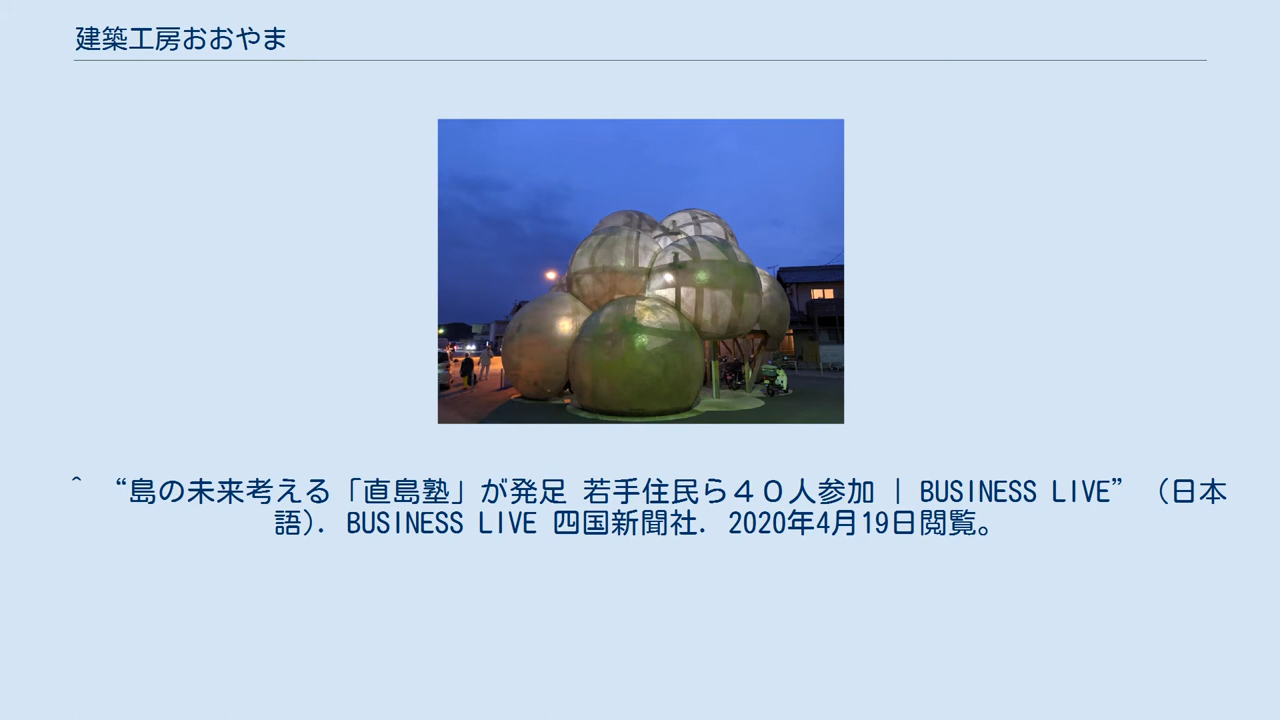 建築工房おおやま
^ “島の未来考える「直島塾」が発足 若手住民ら４０人参加 | BUSINESS LIVE” （日本
語). BUSINESS LIVE 四国新聞社. 2020年4月19日閲覧。